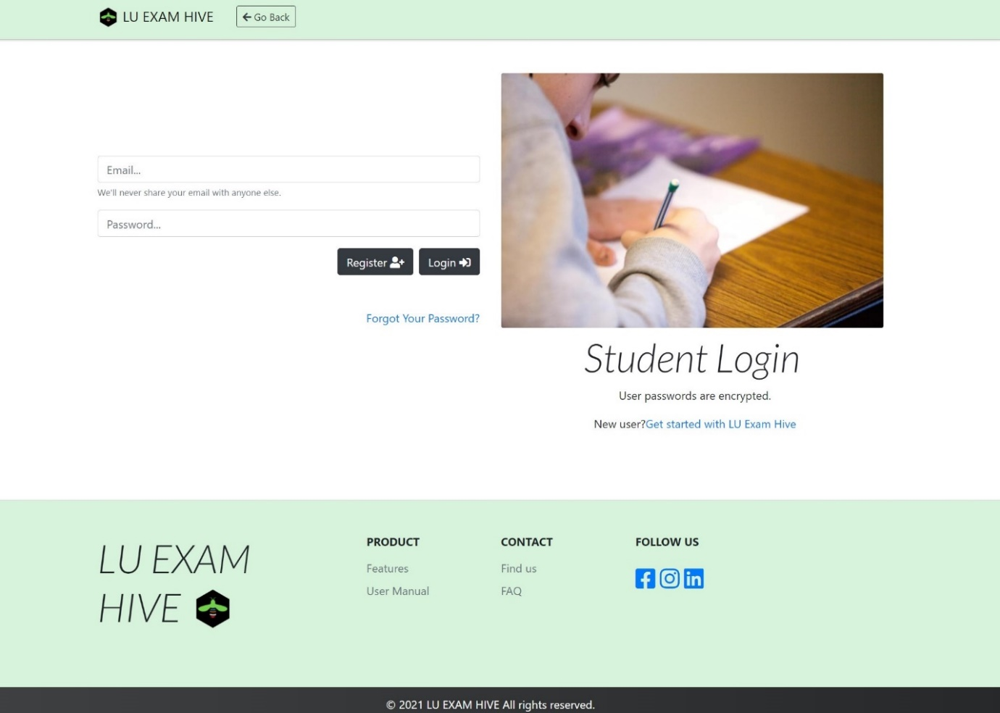 LU EXAM HIVE
Go Back
Email...
We'll never share your email with anyone else.
Password...
Register
Login
Forgot Your Password?
Student Login
User passwords are encrypted.
New user?Get started with LU Exam Hive
LU EXAM
HIVE
PRODUCT
Features
User Manual
CONTACT
Find us
FAQ
FOLLOW US
© 2021 LU EXAM HIVE All rights reserved.